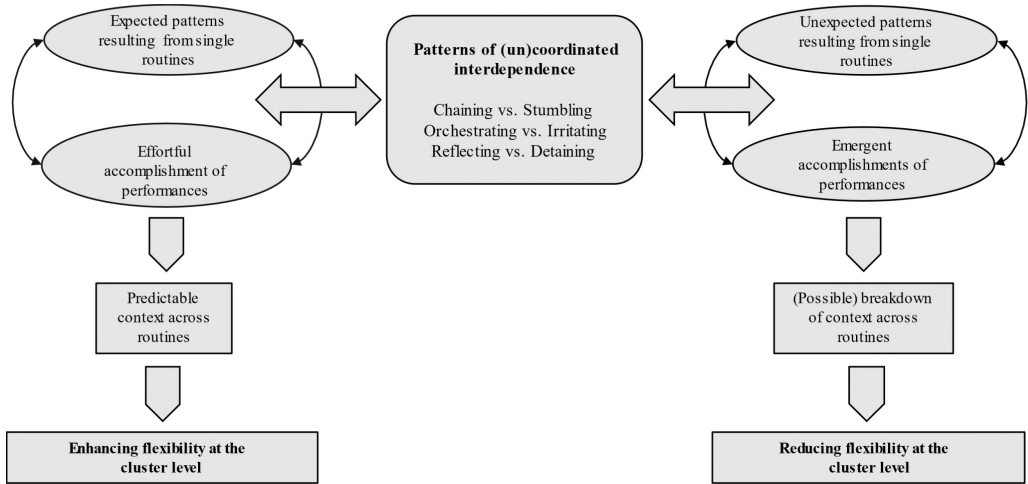 Expected patterns
resulting from single
routines
Effortful
accomplishment of
performances
Predictable
context across
routines
Enhancing flexibility at the
cluster level
Patterns of (un)coordinated
interdependence
Chaining vs. Stumbling
Orchestrating vs. Irritating
Reflecting vs. Detaining
Unexpected patterns
resulting from single
routines
Emergent
accomplishments of
performances
(Possible) breakdown
of context across
routines
Reducing flexibility at the
cluster level